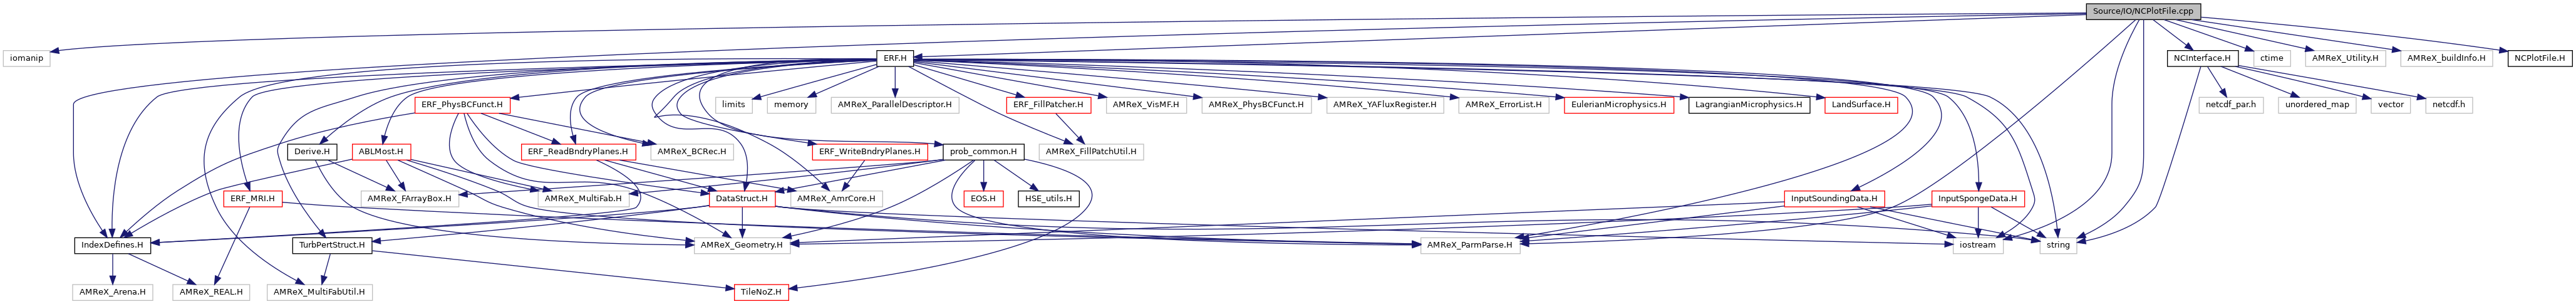 Source/IO/NCPlotFile.cpp
iomanip
ERF.H
NCInterface.H
ctime
AMReX_Utility.H
AMReX_buildInfo.H
NCPlotFile.H
ERF_PhysBCFunct.H
limits
memory
AMReX_ParallelDescriptor.H
ERF_FillPatcher.H
AMReX_VisMF.H
AMReX_PhysBCFunct.H
AMReX_YAFluxRegister.H
AMReX_ErrorList.H
EulerianMicrophysics.H
LagrangianMicrophysics.H
LandSurface.H
netcdf_par.h
unordered_map
vector
netcdf.h
Derive.H
ABLMost.H
ERF_ReadBndryPlanes.H
AMReX_BCRec.H
ERF_WriteBndryPlanes.H
prob_common.H
AMReX_FillPatchUtil.H
ERF_MRI.H
AMReX_FArrayBox.H
AMReX_MultiFab.H
DataStruct.H
AMReX_AmrCore.H
EOS.H
HSE_utils.H
InputSoundingData.H
InputSpongeData.H
IndexDefines.H
TurbPertStruct.H
AMReX_Geometry.H
AMReX_ParmParse.H
iostream
string
AMReX_Arena.H
AMReX_REAL.H
AMReX_MultiFabUtil.H
TileNoZ.H